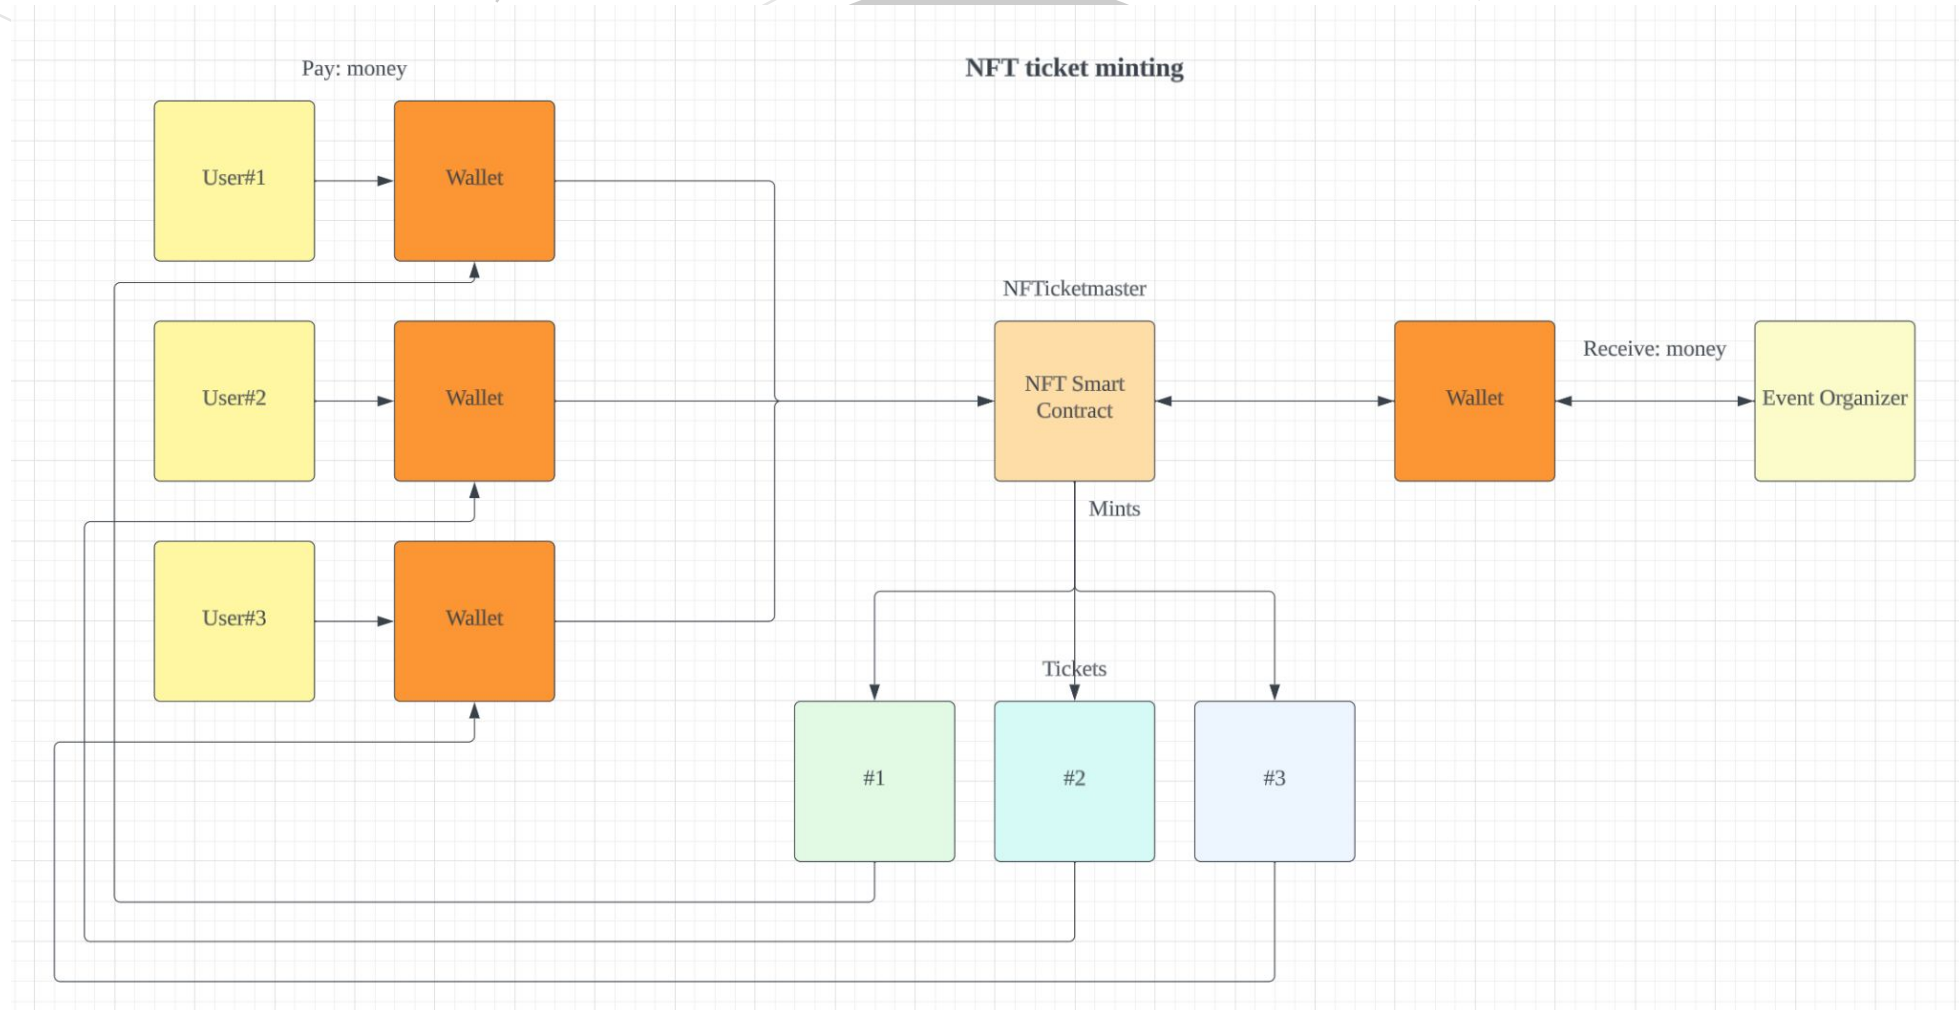 Pay: money
NFT ticket minting
User#1
Wallet
NFTicketmaster
User#2
Wallet
NFT Smart
Contract
Wallet
Receive: money
Event Organizer
Mints
User#3
Wallet
Tickets
#1
#2
#3